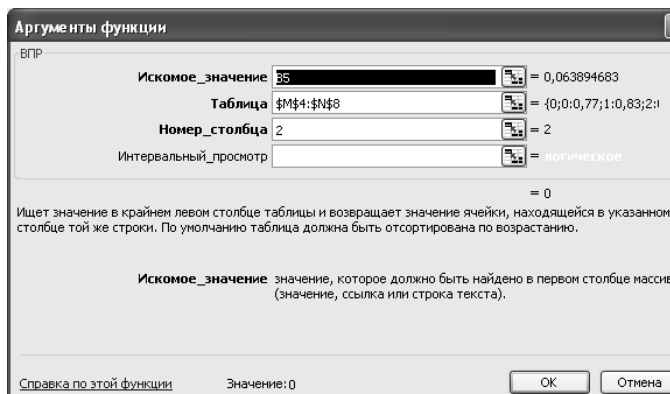 Аргументы функции
ВПР
Искомое_значение B5 = 0,063894683
Таблица $M$4:$N$8 = {0;0:0,77;1:0,83;2:
Номер_столбца 2 = 2
Интервальный_просмотр = логическое
= 0
Ищет значение в крайнем левом столбце таблицы и возвращает значение ячейки, находящейся в указанном
столбце той же строки. По умолчанию таблица должна быть отсортирована по возрастанию.
Искомое_значение значение, которое должно быть найдено в первом столбце массив
(значение, ссылка или строка текста).
Справка по этой функции Значение:0 ОК Отмена